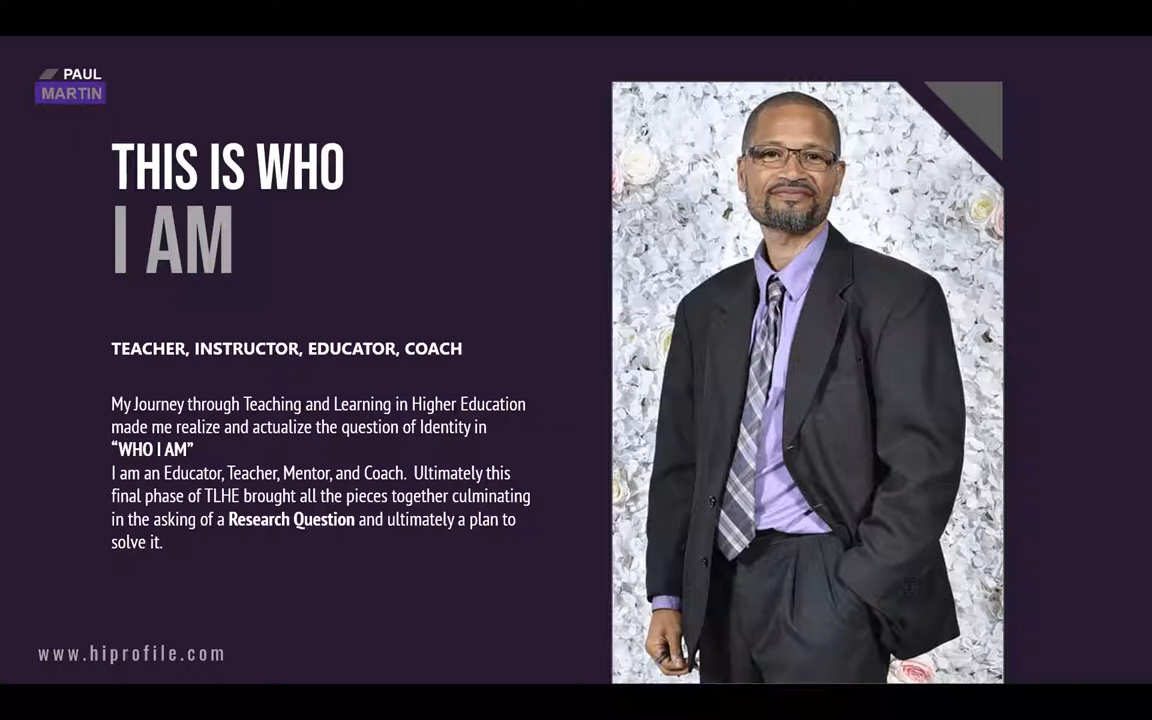 PAUL
MARTIN
THIS IS WHO
I AM
TEACHER, INSTRUCTOR, EDUCATOR, COACH
My Journey through Teaching and Learning in Higher Education
made me realize and actualize the question of Identity in
“WHO I AM”
I am an Educator, Teacher, Mentor, and Coach.  Ultimately this
final phase of TLHE brought all the pieces together culminating
in the asking of a Research Question and ultimately a plan to
solve it.
www.hiprofile.com